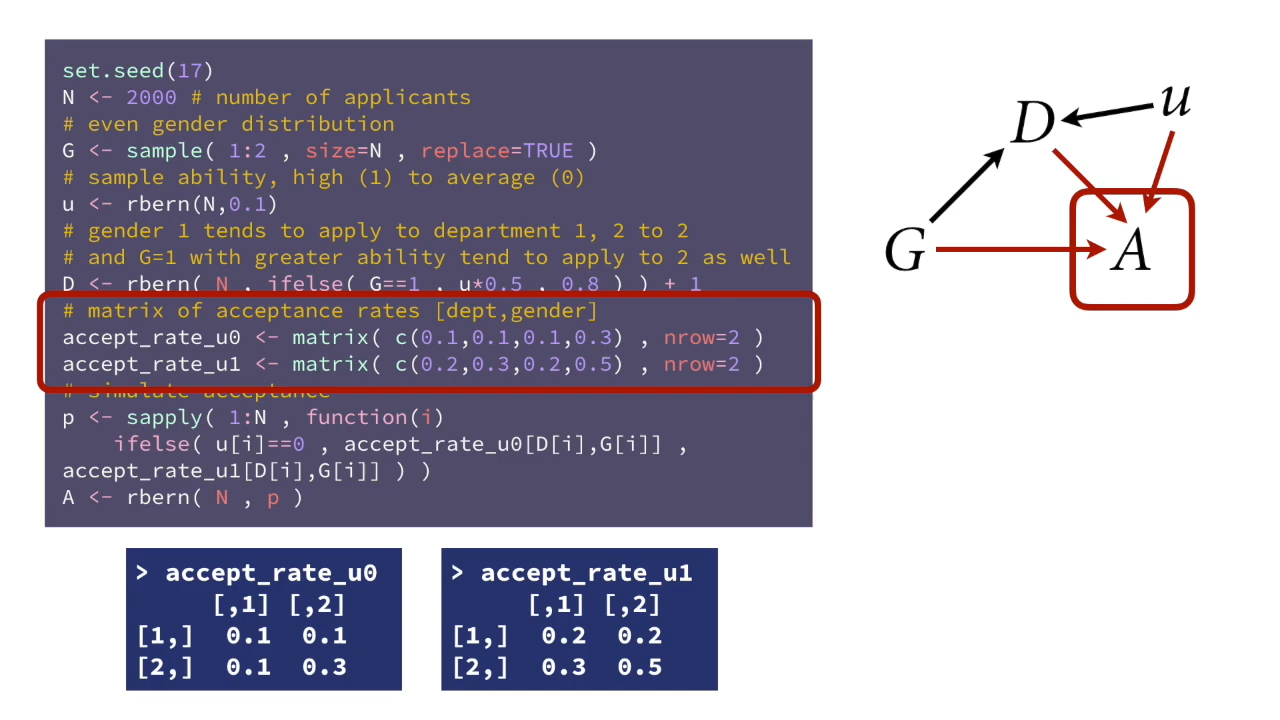 set.seed(17)
N <- 2000 # number of applicants
# even gender distribution
G <- sample( 1:2 , size=N , replace=TRUE )
# sample ability, high (1) to average (0)
u <- rbern(N,0.1)
# gender 1 tends to apply to department 1, 2 to 2
# and G=1 with greater ability tend to apply to 2 as well
D <- rbern( N , ifelse( G==1 , u*0.5 , 0.8 ) ) + 1
# matrix of acceptance rates [dept,gender]
accept_rate_u0 <- matrix( c(0.1,0.1,0.1,0.3) , nrow=2 )
accept_rate_u1 <- matrix( c(0.2,0.3,0.2,0.5) , nrow=2 )
# simulate acceptance
p <- sapply( 1:N , function(i)
    ifelse( u[i]==0 , accept_rate_u0[D[i],G[i]] ,
accept_rate_u1[D[i],G[i]] ) )
A <- rbern( N , p )
> accept_rate_u0
     [,1] [,2]
[1,]  0.1  0.1
[2,]  0.1  0.3
> accept_rate_u1
     [,1] [,2]
[1,]  0.2  0.2
[2,]  0.3  0.5
D
u
G
A